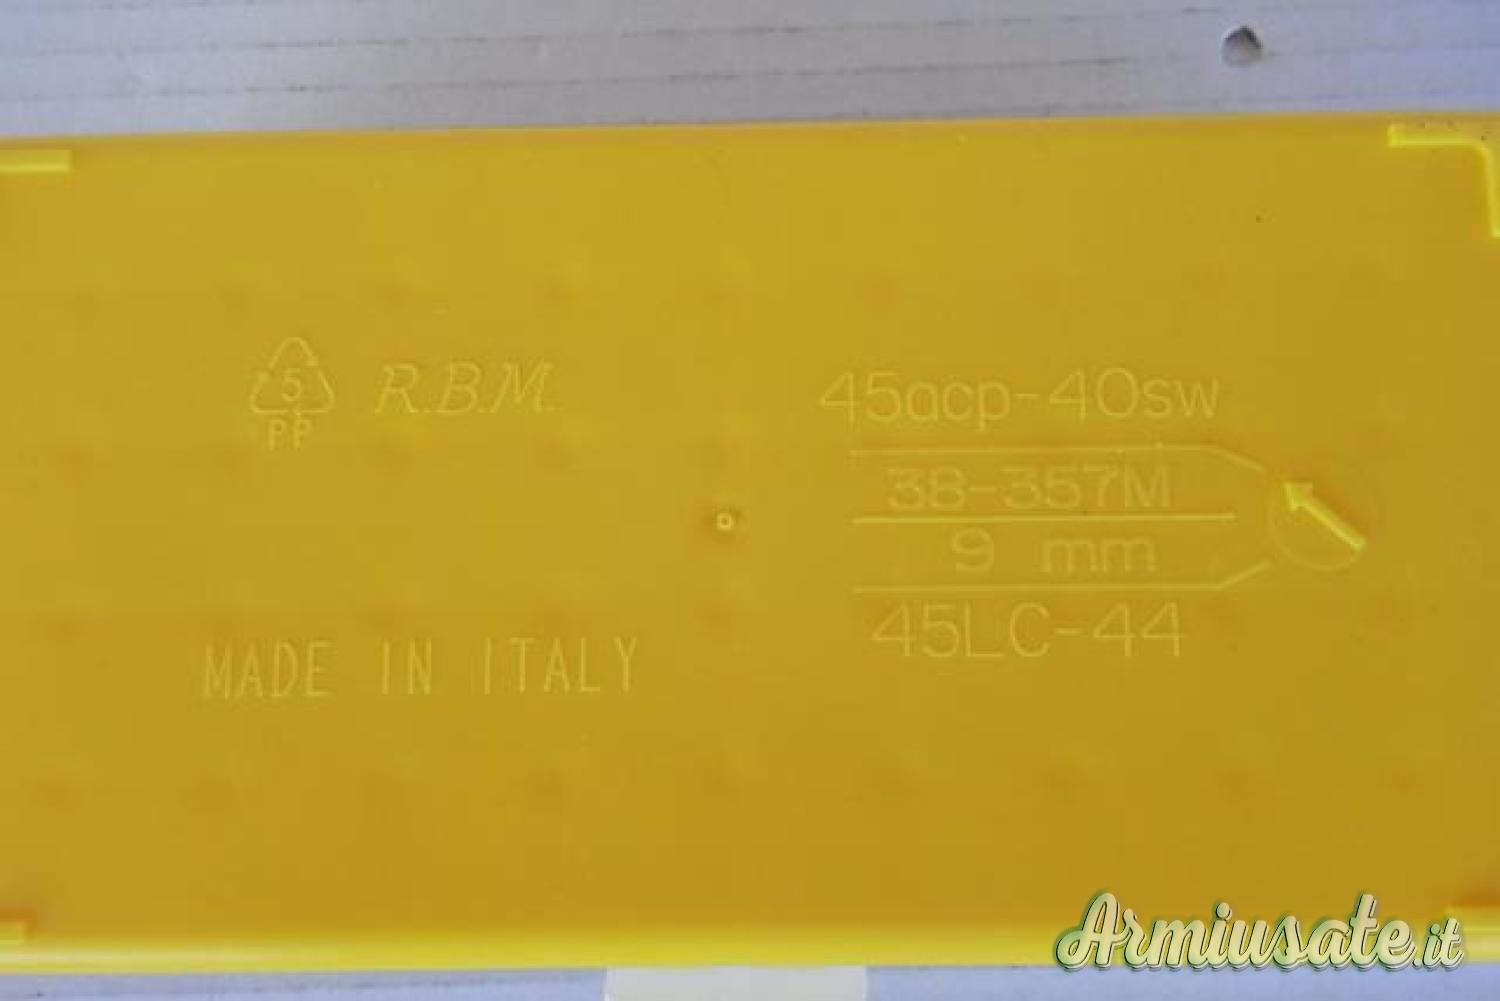 5
PP
R.B.M.
MADE IN ITALY
45acp-40sw
38-357M
9 mm
45LC-44
Armiusate.it